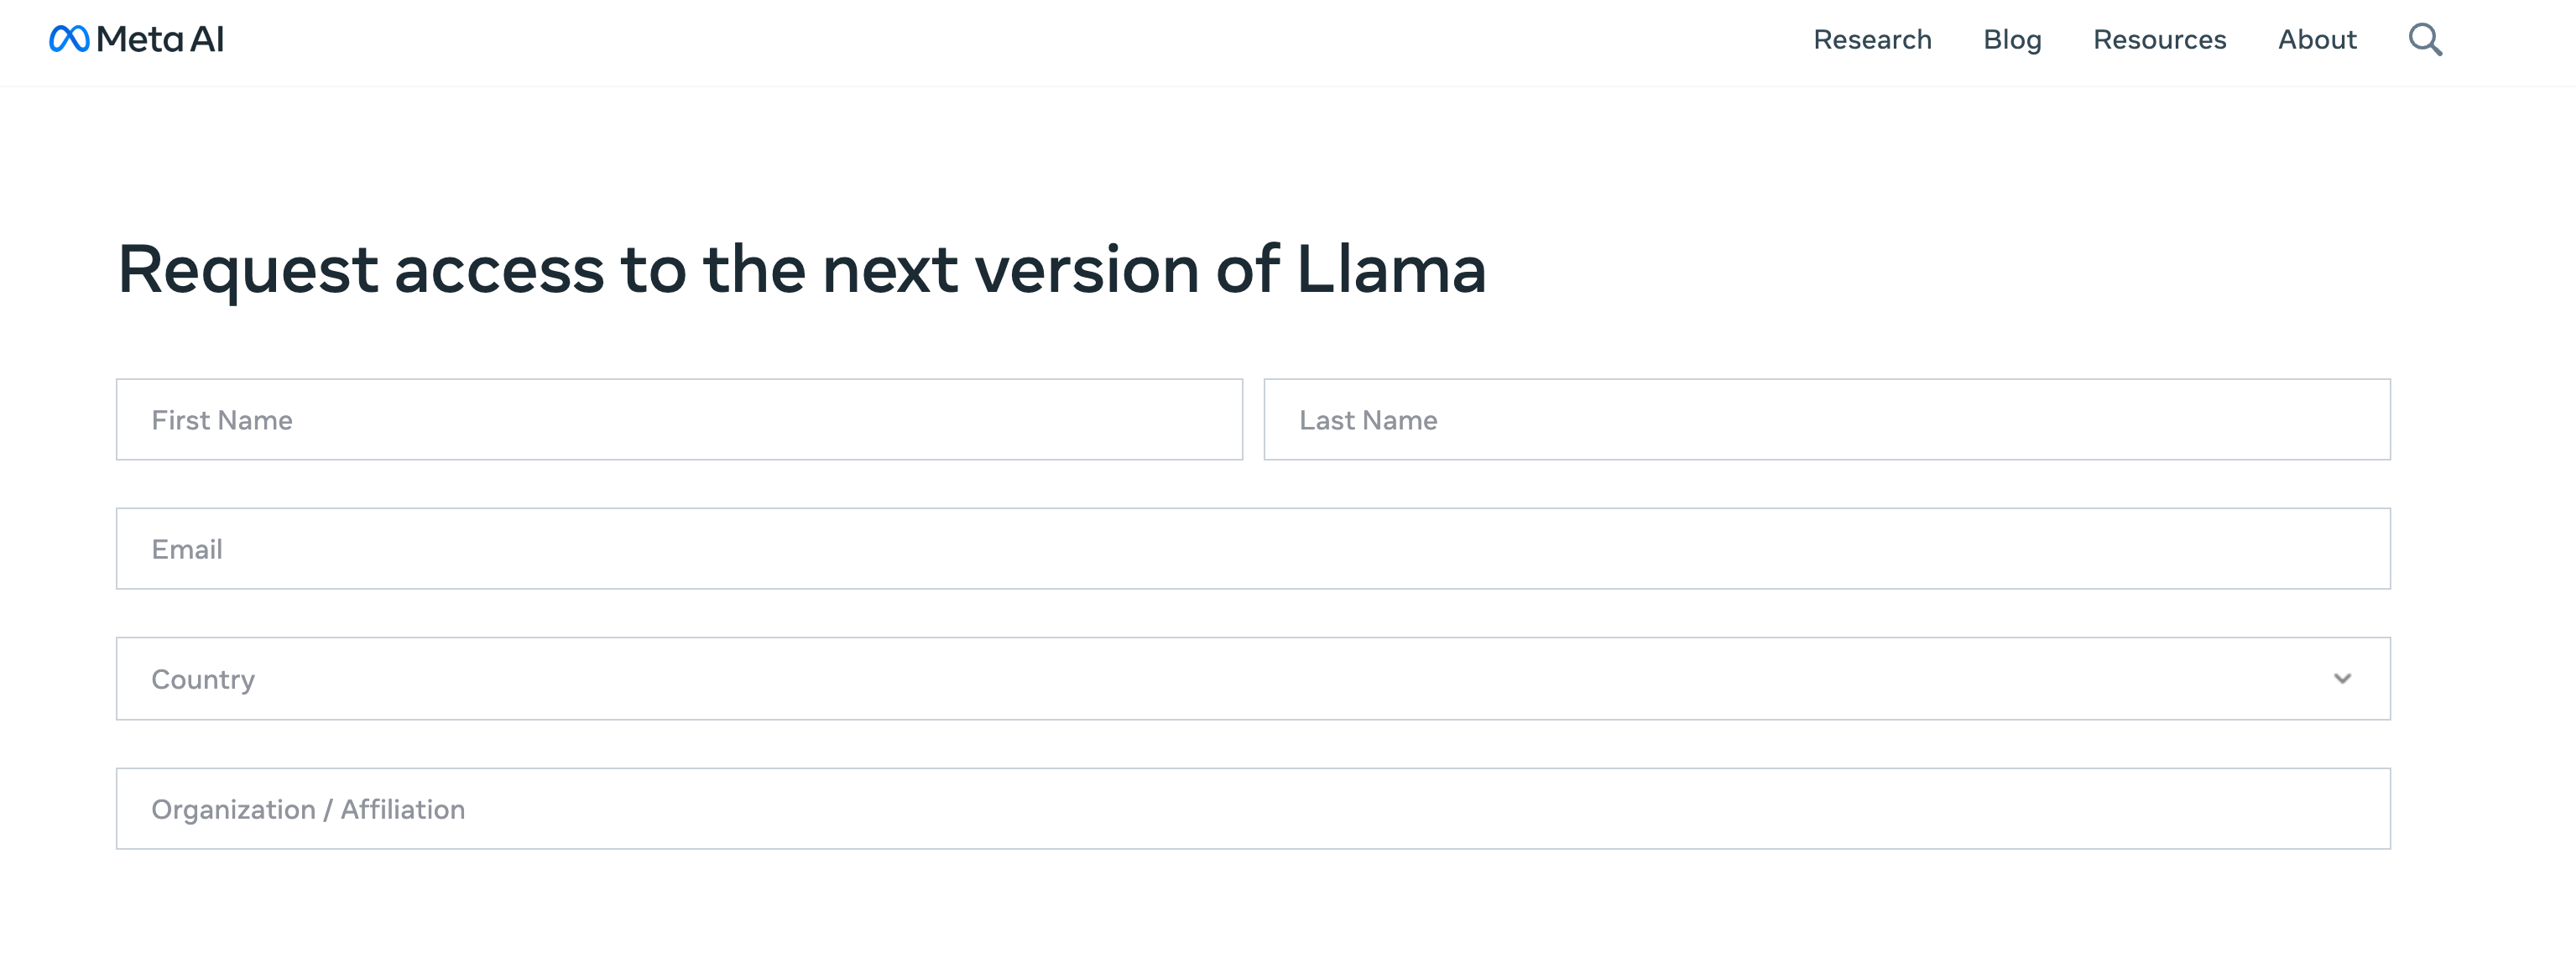 Meta AI
Research Blog Resources About
Request access to the next version of Llama
First Name Last Name
Email
Country
Organization / Affiliation